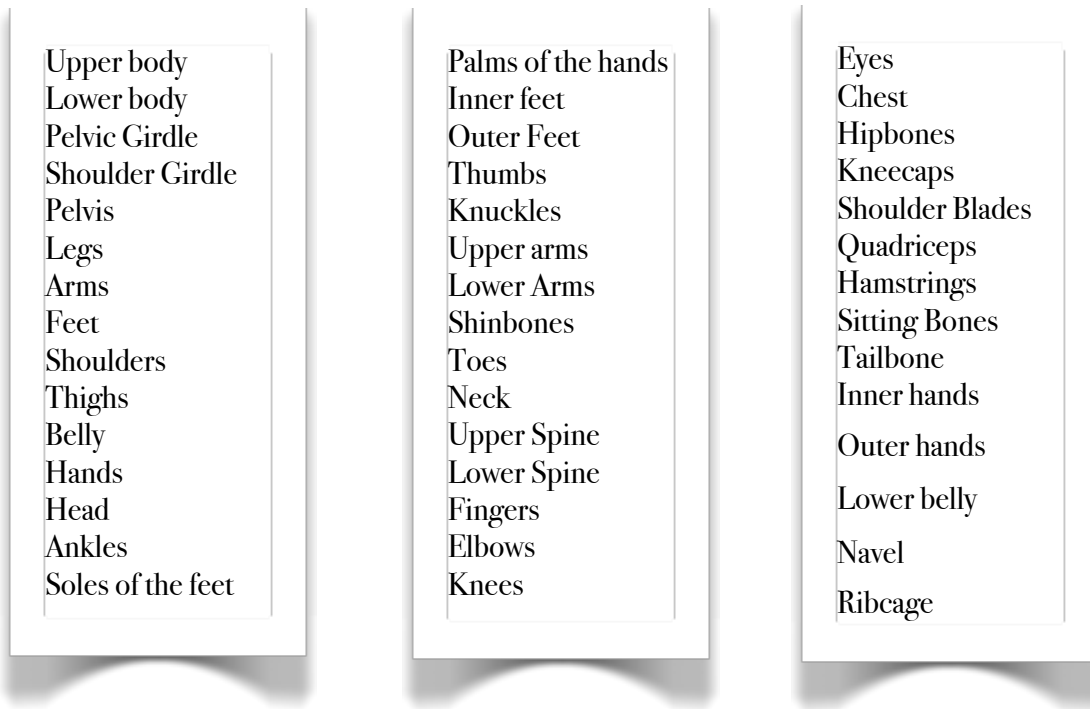 Upper body
Lower body
Pelvic Girdle
Shoulder Girdle
Pelvis
Legs
Arms
Feet
Shoulders
Thighs
Belly
Hands
Head
Ankles
Soles of the feet
Palms of the hands
Inner feet
Outer Feet
Thumbs
Knuckles
Upper arms
Lower Arms
Shinbones
Toes
Neck
Upper Spine
Lower Spine
Fingers
Elbows
Knees
Eyes
Chest
Hipbones
Kneecaps
Shoulder Blades
Quadriceps
Hamstrings
Sitting Bones
Tailbone
Inner hands
Outer hands
Lower belly
Navel
Ribcage